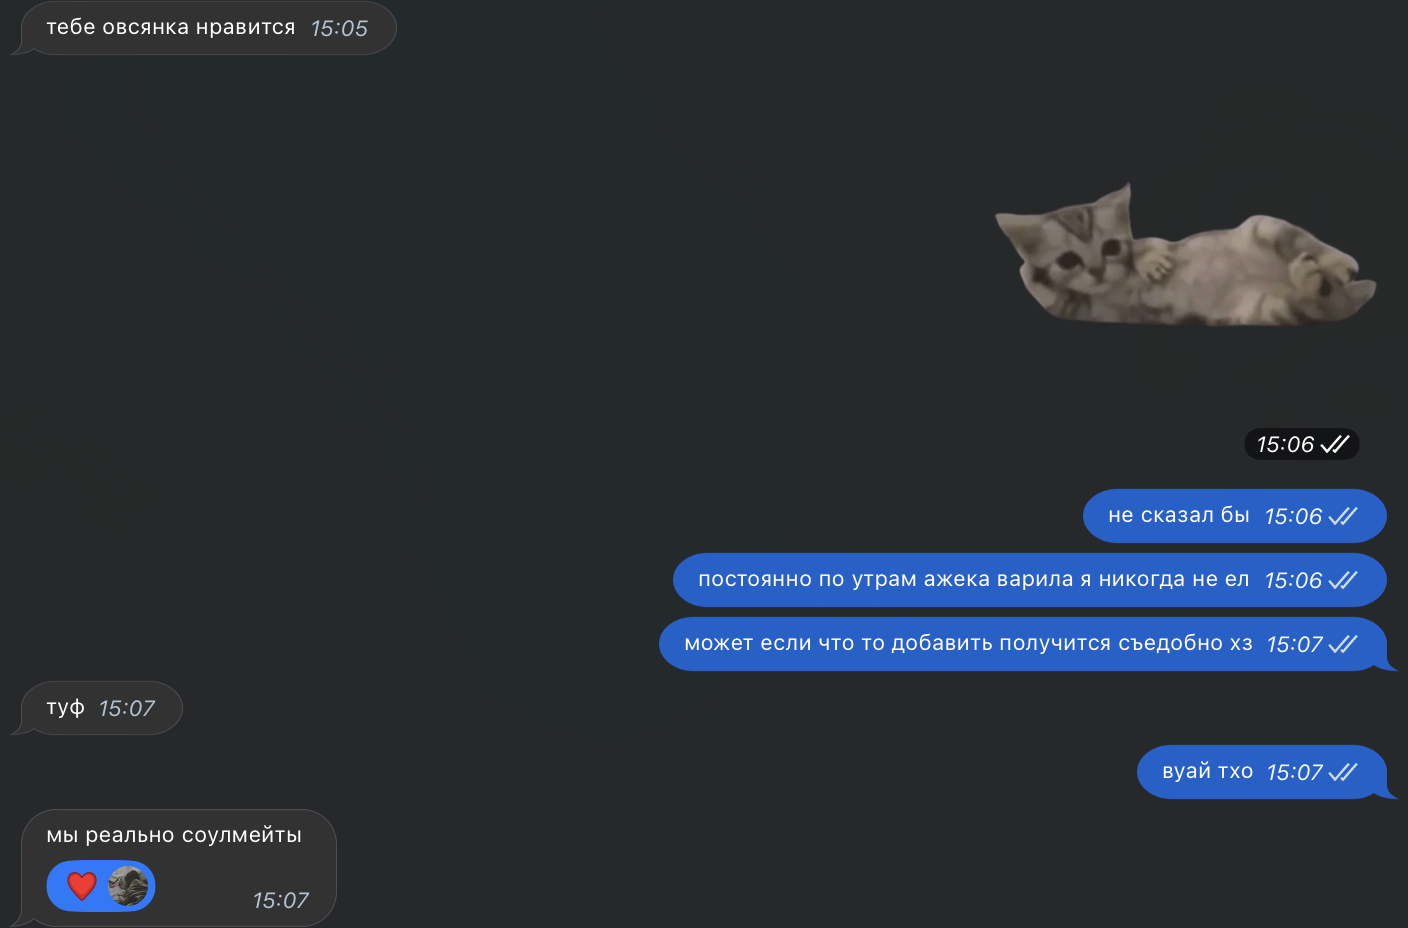 тебе овсянка нравится 15:05
15:06
не сказал бы 15:06
постоянно по утрам ажека варила я никогда не ел 15:06
может если что то добавить получится съедобно хз 15:07
туф 15:07
вуай тхо 15:07
мы реально соулмейты
15:07